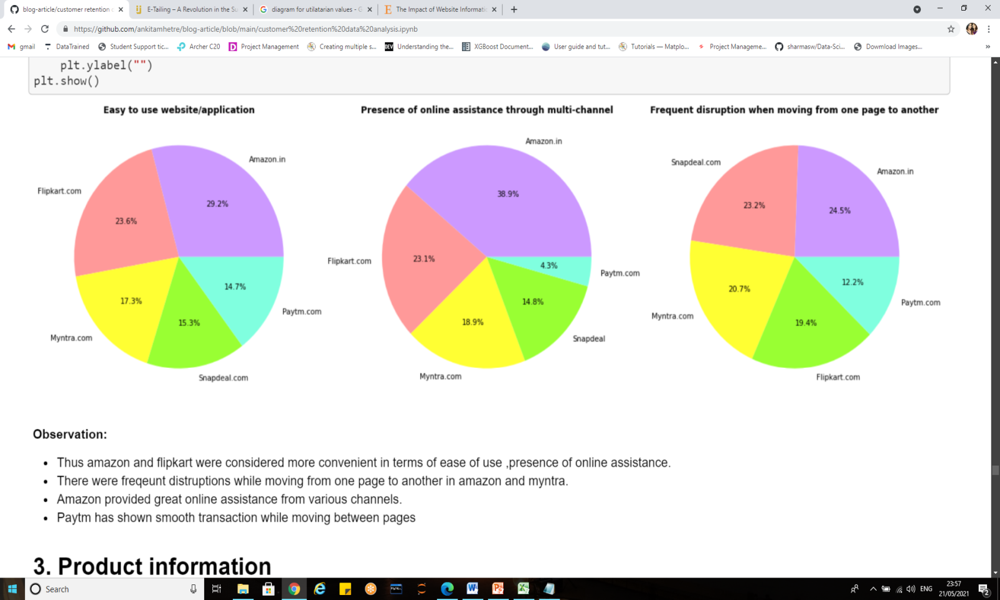 blog-article/customer retention c
E-Tailing – A Revolution in the Su
diagram for utilatarian values - G
The Impact of Website Informatio
https://github.com/ankitamhetre/blog-article/blob/main/customer%20retention%20data%20analysis.ipynb
gmail
DataTrained
Student Support tic...
Archer C20
Project Management
Creating multiple s...
Understanding the...
XGBoost Document...
User guide and tut...
Tutorials — Matplo...
Project Manageme...
sharmasw/Data-Sci...
Download Images...
»
plt.ylabel("")
plt.show()
Easy to use website/application
Amazon.in
Flipkart.com
29.2%
23.6%
14.7%
17.3%
Paytm.com
15.3%
Myntra.com
Snapdeal.com
Presence of online assistance through multi-channel
Amazon.in
38.9%
Flipkart.com
23.1%
4.3%
Paytm.com
14.8%
18.9%
Snapdeal
Myntra.com
Frequent disruption when moving from one page to another
Snapdeal.com
Amazon.in
23.2%
24.5%
12.2%
20.7%
Paytm.com
Myntra.com
19.4%
Flipkart.com
Observation:
• Thus amazon and flipkart were considered more convenient in terms of ease of use ,presence of online assistance.
• There were freqeunt distruptions while moving from one page to another in amazon and myntra.
• Amazon provided great online assistance from various channels.
• Paytm has shown smooth transaction while moving between pages
3. Product information
Search
ENG
23:57
21/05/2021
2